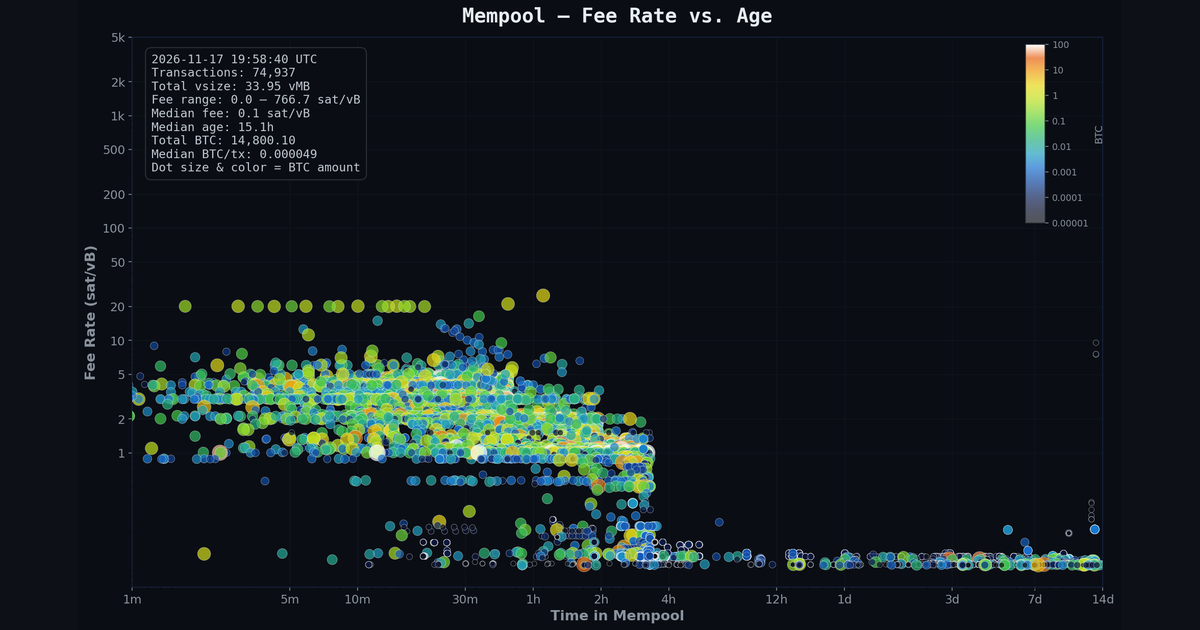 Mempool — Fee Rate vs. Age
5k
2k
1k
500
200
100
50
20
10
5
2
1
Fee Rate (sat/vB)
2026-11-17 19:58:40 UTC
Transactions: 74,937
Total vsize: 33.95 vMB
Fee range: 0.0 — 766.7 sat/vB
Median fee: 0.1 sat/vB
Median age: 15.1h
Total BTC: 14,800.10
Median BTC/tx: 0.000049
Dot size & color = BTC amount
100
10
1
0.1
0.01
0.001
0.0001
0.00001
BTC
1m 5m 10m 30m 1h 2h 4h 12h 1d 3d 7d 14d
Time in Mempool